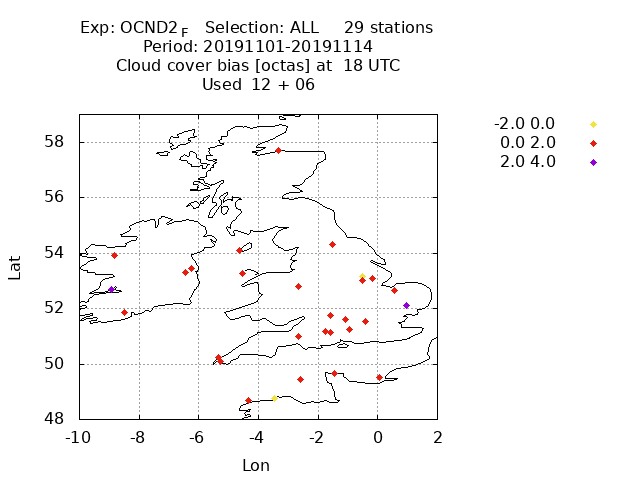 Exp: OCND2 F Selection: ALL 29 stations
Period: 20191101-20191114
Cloud cover bias [octas] at 18 UTC
Used 12 + 06
-2.0 0.0
0.0 2.0
2.0 4.0
58
56
54
52
50
48
Lat
-10 -8 -6 -4 -2 0 2
Lon